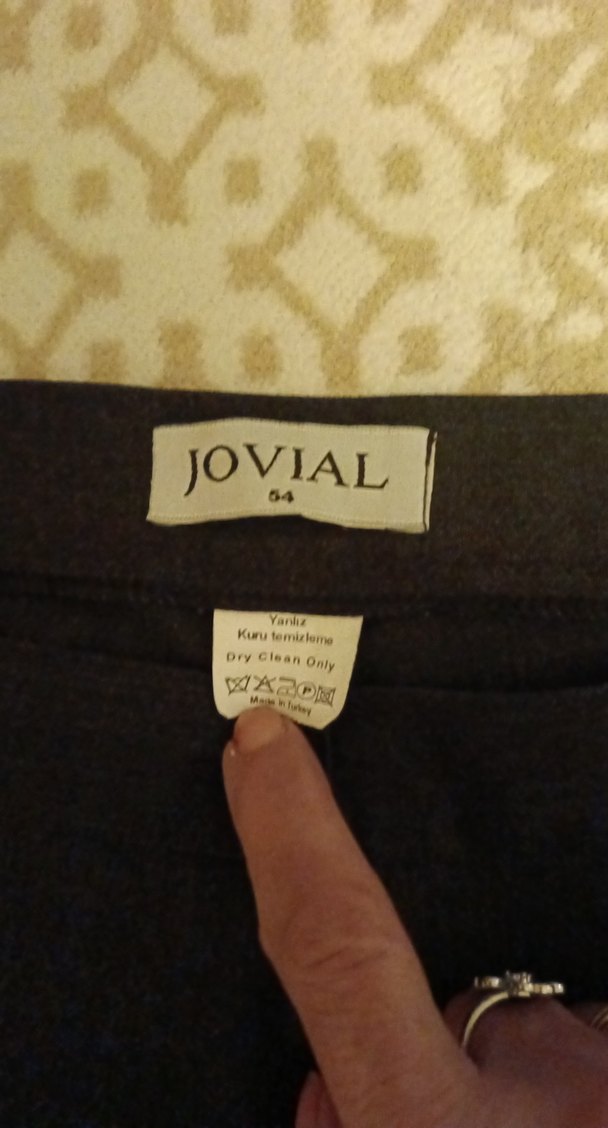 JOVIAL
54
Yanlız
Kuru temizleme
Dry Clean Only
P
Made in Turkey